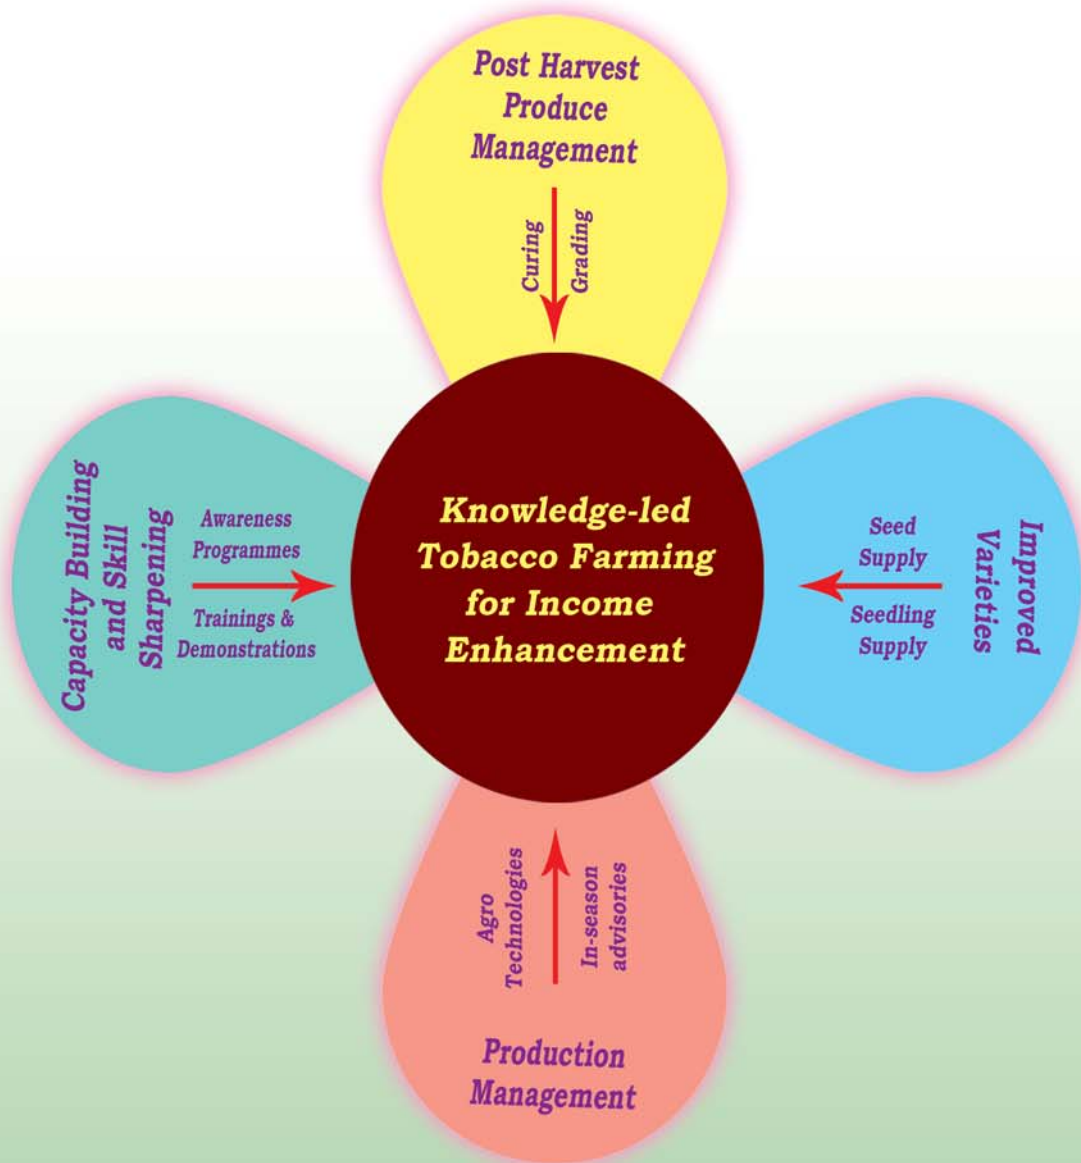 Post Harvest
Produce
Management
Curing
Grading
Capacity Building
and Skill
Sharpening
Awareness
Programmes
Trainings &
Demonstrations
Knowledge-led
Tobacco Farming
for Income
Enhancement
Seed
Supply
Seedling
Supply
Improved
Varieties
Agro
Technologies
In-season
advisories
Production
Management